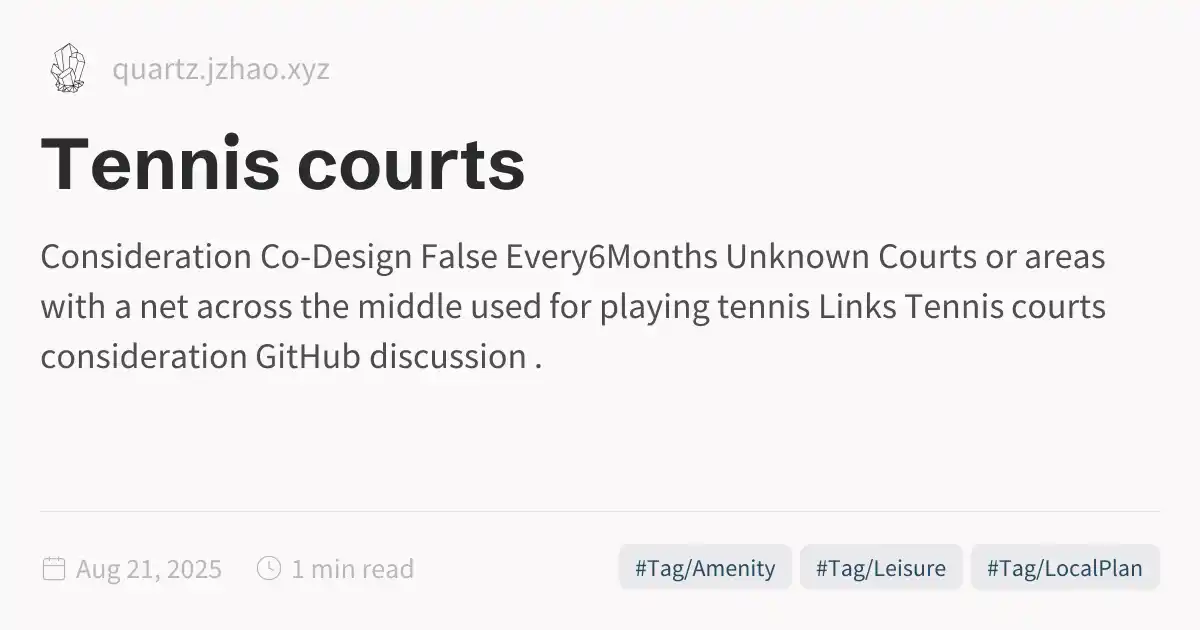 quartz.jzhao.xyz
Tennis courts
Consideration Co-Design False Every6Months Unknown Courts or areas
with a net across the middle used for playing tennis Links Tennis courts
consideration GitHub discussion .
Aug 21, 2025 1 min read #Tag/Amenity #Tag/Leisure #Tag/LocalPlan